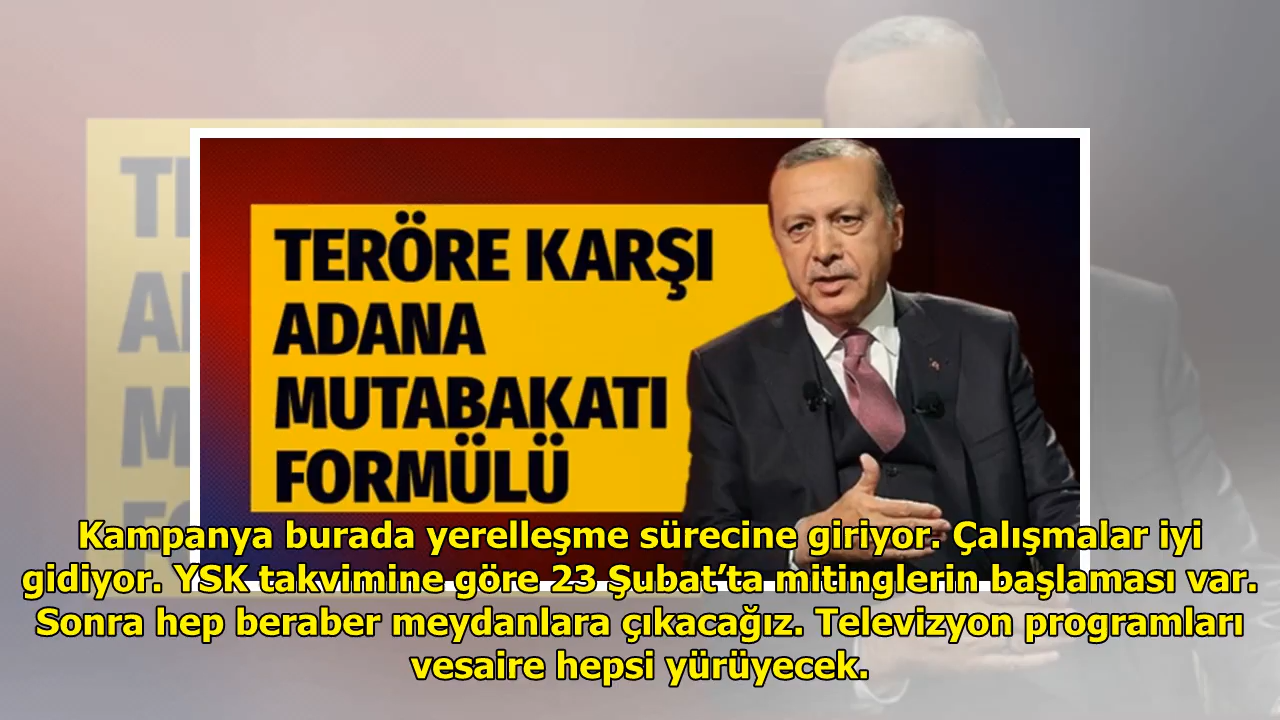 TERÖRE KARŞI
ADANA
MUTABAKATI
FORMÜLÜ
Kampanya burada yerelleşme sürecine giriyor. Çalışmalar iyi
gidiyor. YSK takvimine göre 23 Şubat’ta mitinglerin başlaması var.
Sonra hep beraber meydanlara çıkacağız. Televizyon programları
vesaire hepsi yürüyecek.